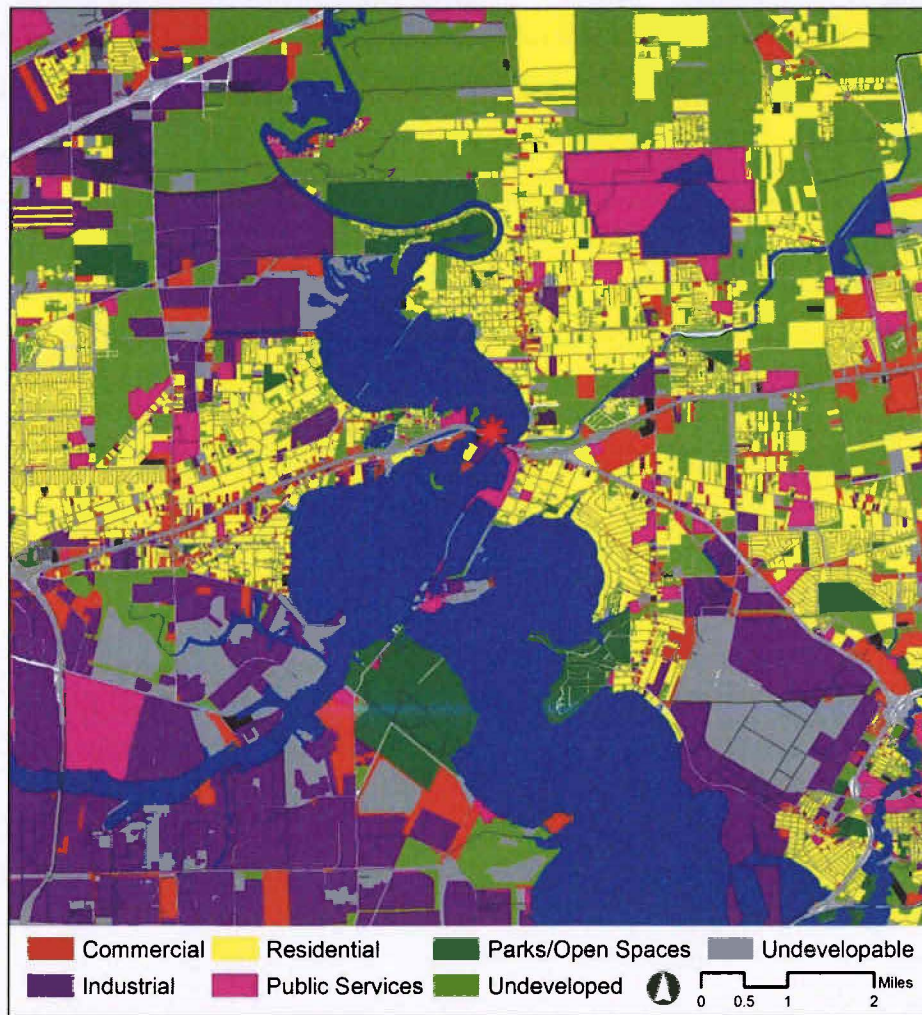 Commercial Residential Parks/Open Spaces Undevelopable
Industrial Public Services Undeveloped
Miles
0 0.5 1 2